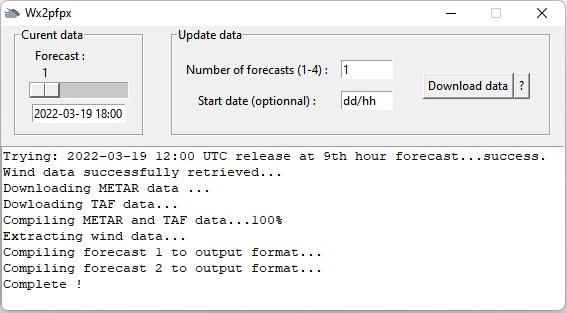 Wx2pfpx
Curent data
Forecast :
1
2022-03-19 18:00
Update data
Number of forecasts (1-4) : 1
Start date (optionnal) : dd/hh
Download data ?
Trying: 2022-03-19 12:00 UTC release at 9th hour forecast...success.
Wind data successfully retrieved...
Downloading METAR data ...
Dowloading TAF data...
Compiling METAR and TAF data...100%
Extracting wind data...
Compiling forecast 1 to output format...
Compiling forecast 2 to output format...
Complete !